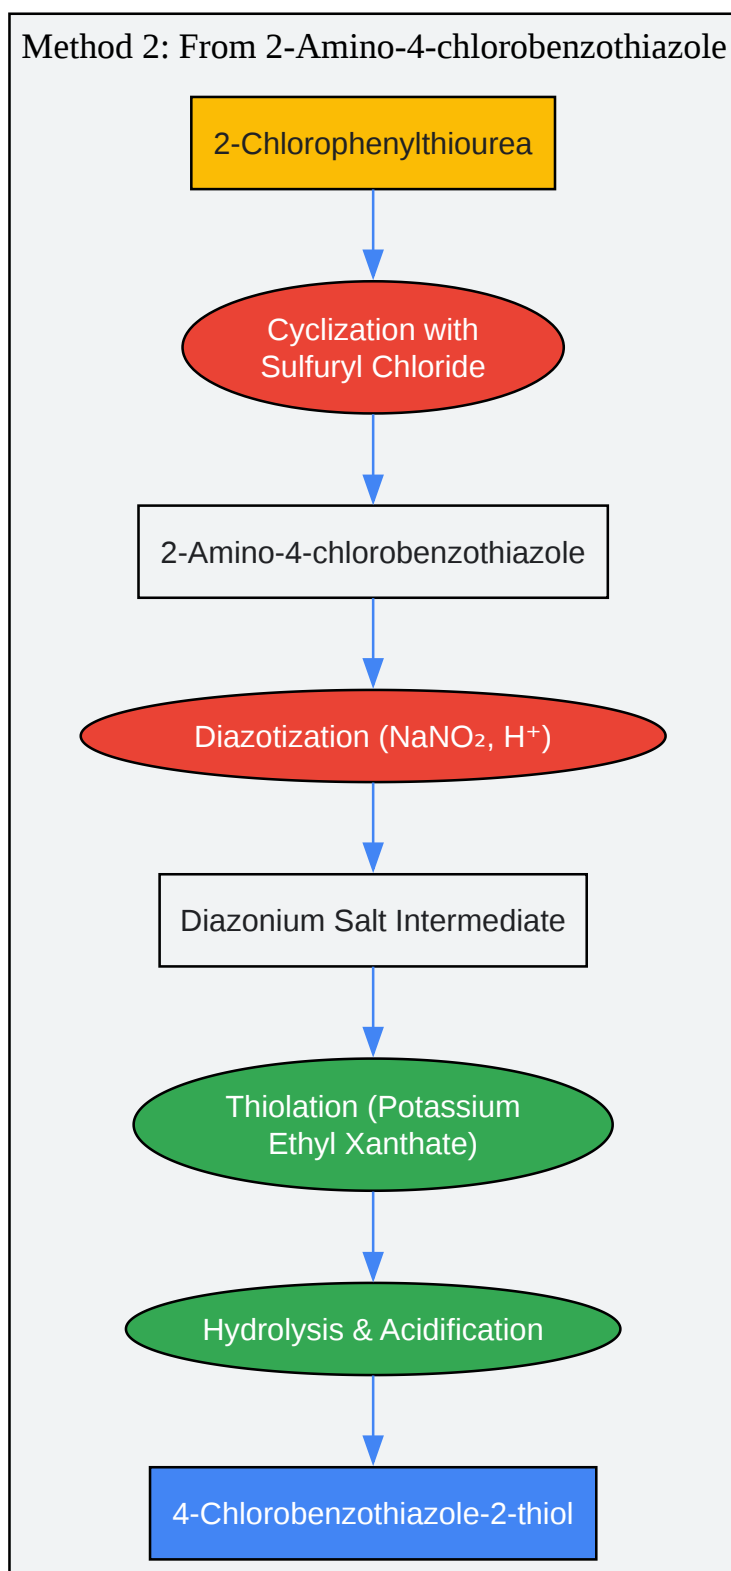 Method 2: From 2-Amino-4-chlorobenzothiazole
2-Chlorophenylthiourea
Cyclization with
Sulfuryl Chloride
2-Amino-4-chlorobenzothiazole
Diazotization (NaNO₂, H⁺)
Diazonium Salt Intermediate
Thiolation (Potassium
Ethyl Xanthate)
Hydrolysis & Acidification
4-Chlorobenzothiazole-2-thiol